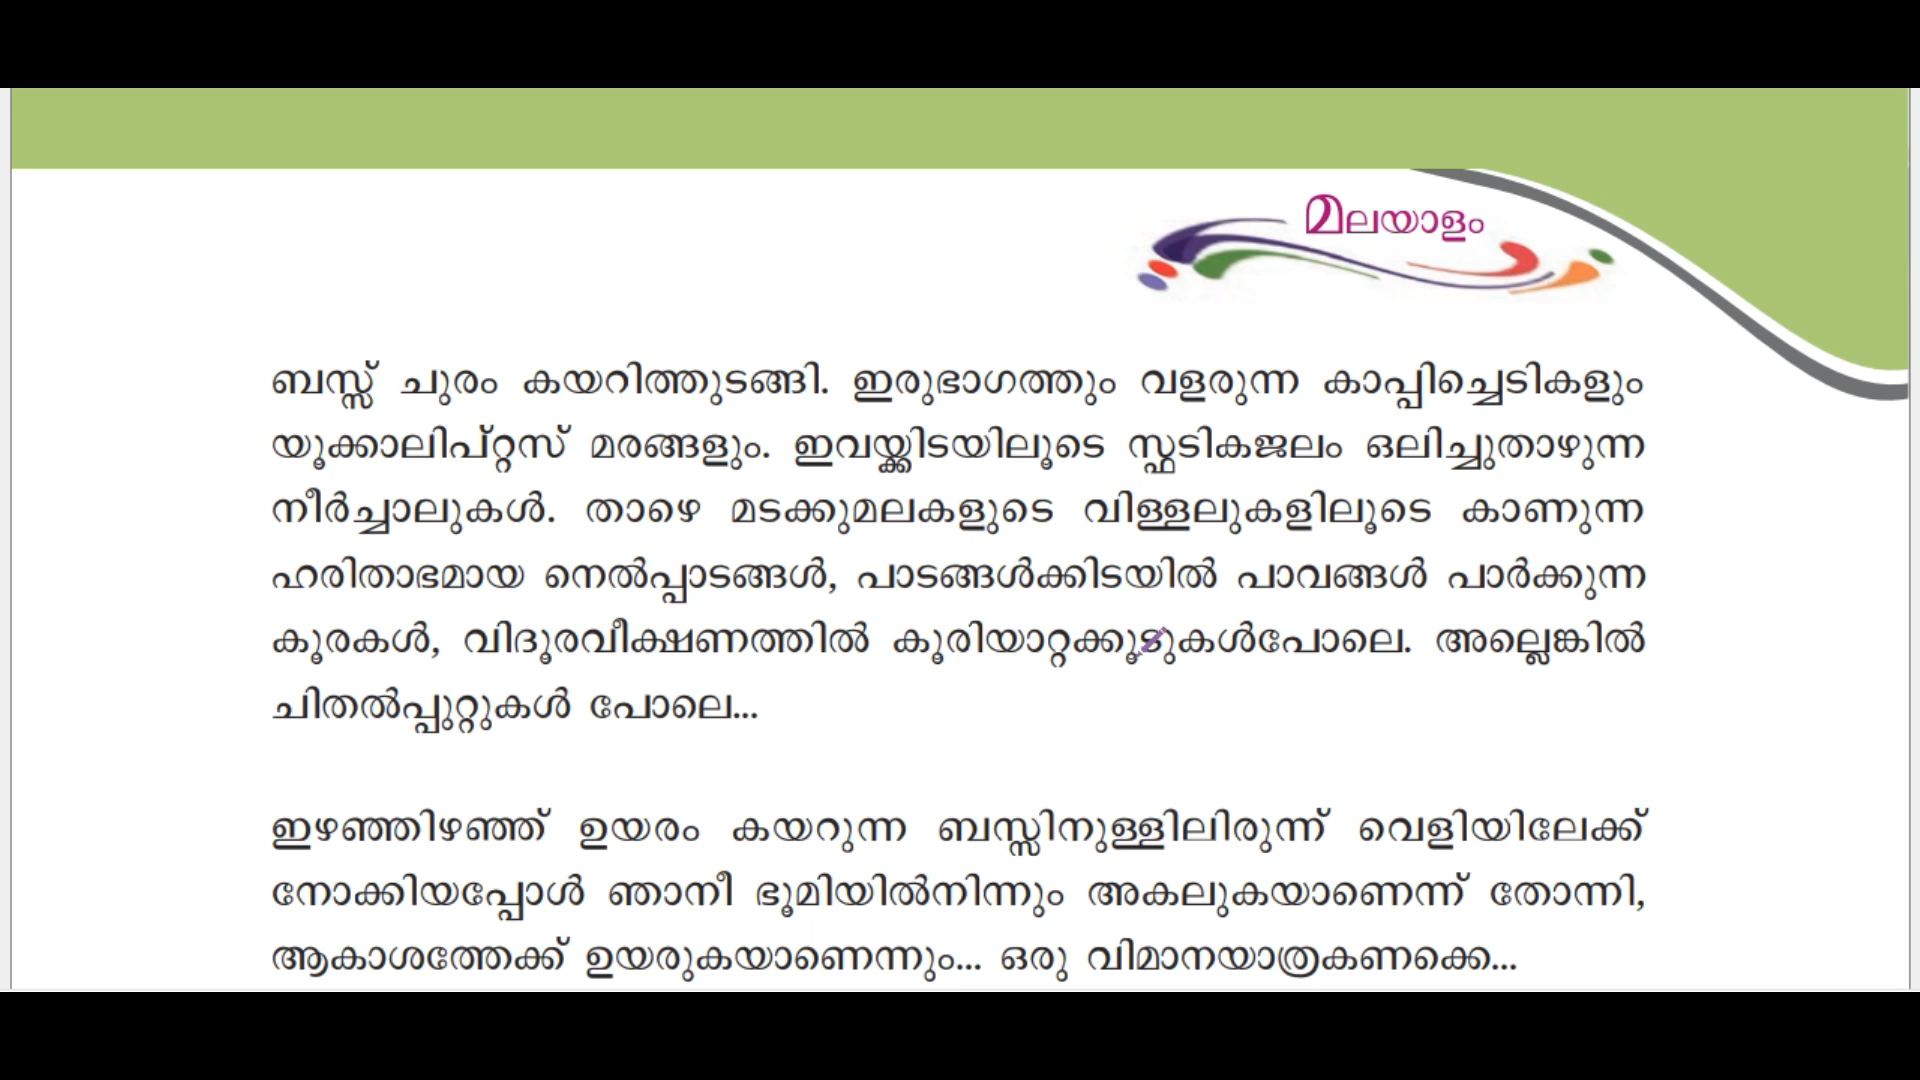 മലയാളം
ബസ്സ് ചുരം കയറിത്തുടങ്ങി. ഇരുഭാഗത്തും വളരുന്ന കാപ്പിച്ചെടികളും
യൂക്കാലിപ്റ്റസ് മരങ്ങളും. ഇവയ്ക്കിടയിലൂടെ സ്ഫടികജലം ഒലിച്ചുതാഴുന്ന
നീർച്ചാലുകൾ. താഴെ മടക്കുമലകളുടെ വിള്ളലുകളിലൂടെ കാണുന്ന
ഹരിതാഭമായ നെൽപ്പാടങ്ങൾ, പാടങ്ങൾക്കിടയിൽ പാവങ്ങൾ പാർക്കുന്ന
കൂരകൾ, വിദൂരവീക്ഷണത്തിൽ കൂരിയാറ്റക്കൂടുകൾപോലെ. അല്ലെങ്കിൽ
ചിതൽപ്പുറ്റുകൾ പോലെ...
ഇഴഞ്ഞിഴഞ്ഞ് ഉയരം കയറുന്ന ബസ്സിനുള്ളിലിരുന്ന് വെളിയിലേക്ക്
നോക്കിയപ്പോൾ ഞാനീ ഭൂമിയിൽനിന്നും അകലുകയാണെന്ന് തോന്നി,
ആകാശത്തേക്ക് ഉയരുകയാണെന്നും... ഒരു വിമാനയാത്രകണക്കെ...